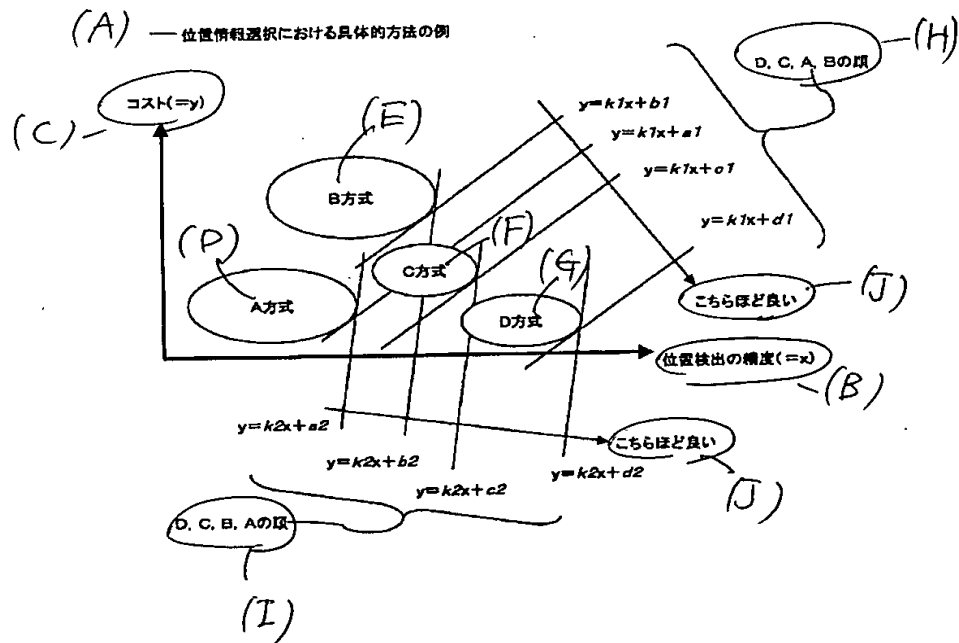 (A) — 位置情報選択における具体的方法の例
(H)
D, C, A, Bの順
コスト(=y)
(C)
(E)
y=k1x+b1
y=k1x+a1
y=k1x+c1
B方式
y=k1x+d1
(D)
(F)
C方式
(G)
A方式
D方式
こちらほど良い
(J)
位置検出の精度(=x)
(B)
y=k2x+a2
こちらほど良い
y=k2x+b2
y=k2x+d2
y=k2x+c2
(J)
D, C, B, Aの順
(I)